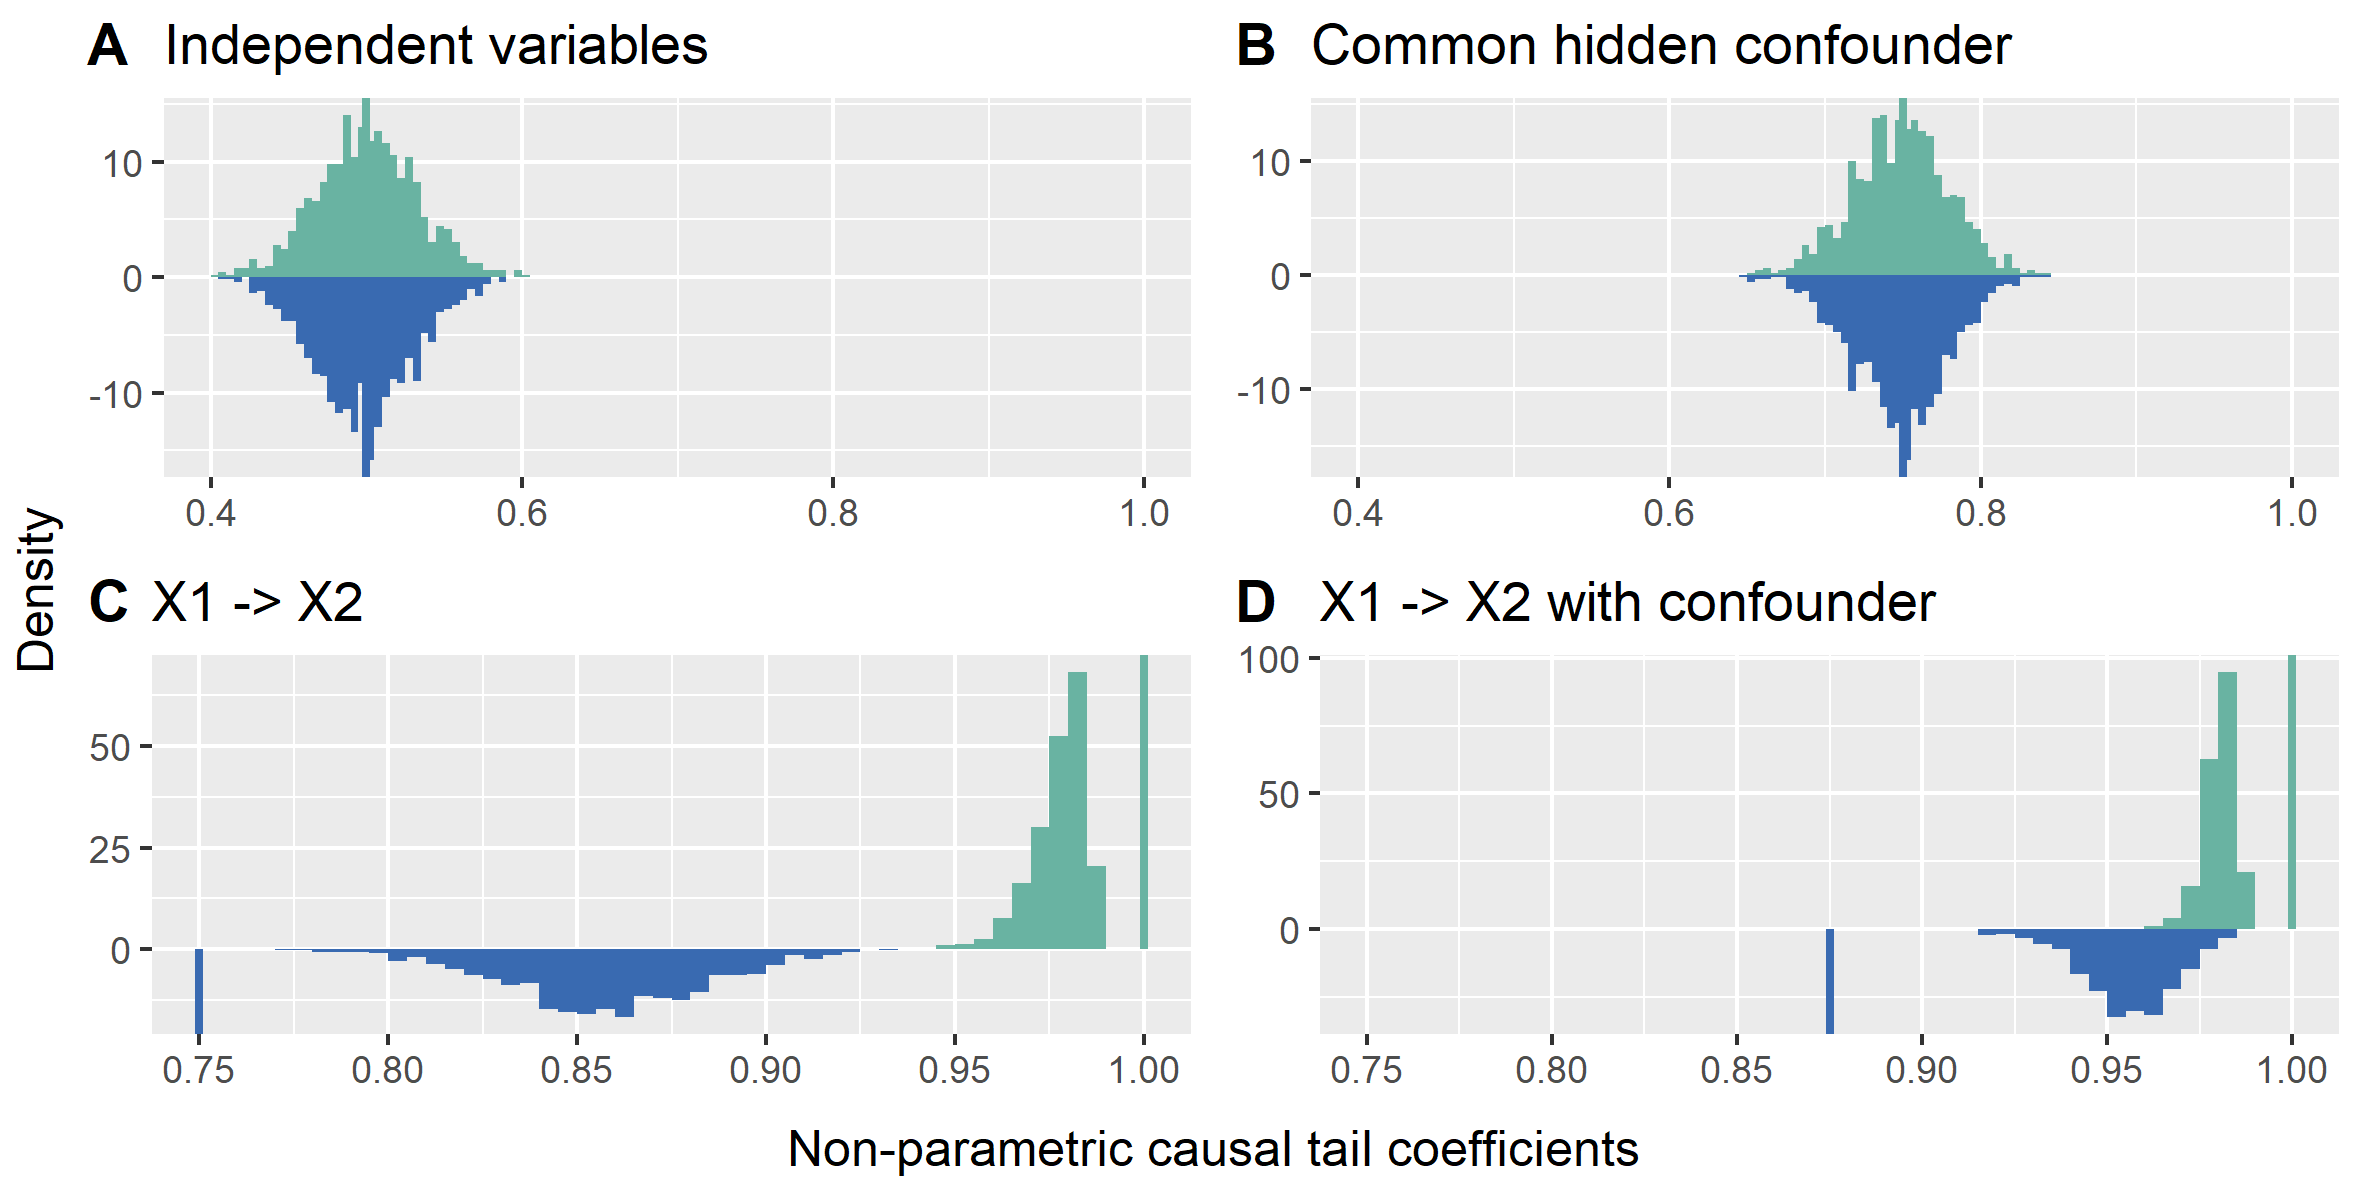 A Independent variables
10
0
-10
0.4 0.6 0.8 1.0
B Common hidden confounder
10
0
-10
0.4 0.6 0.8 1.0
Density
C X1 -> X2
50
25
0
0.75 0.80 0.85 0.90 0.95 1.00
D X1 -> X2 with confounder
100
50
0
0.75 0.80 0.85 0.90 0.95 1.00
Non-parametric causal tail coefficients